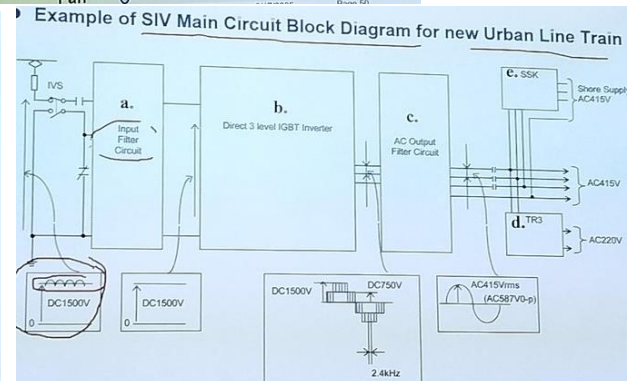 Example of SIV Main Circuit Block Diagram for new Urban Line Train
IVS
a.
Input
Filter
Circuit
b.
Direct 3 level IGBT Inverter
c.
AC Output
Filter Circuit
e. SSK
Shore Suppl
AC415V
AC415V
d. TR3
AC220V
DC1500V
0
DC1500V
0
DC1500V
DC750V
2.4kHz
AC415Vrms
(AC587V0-p)